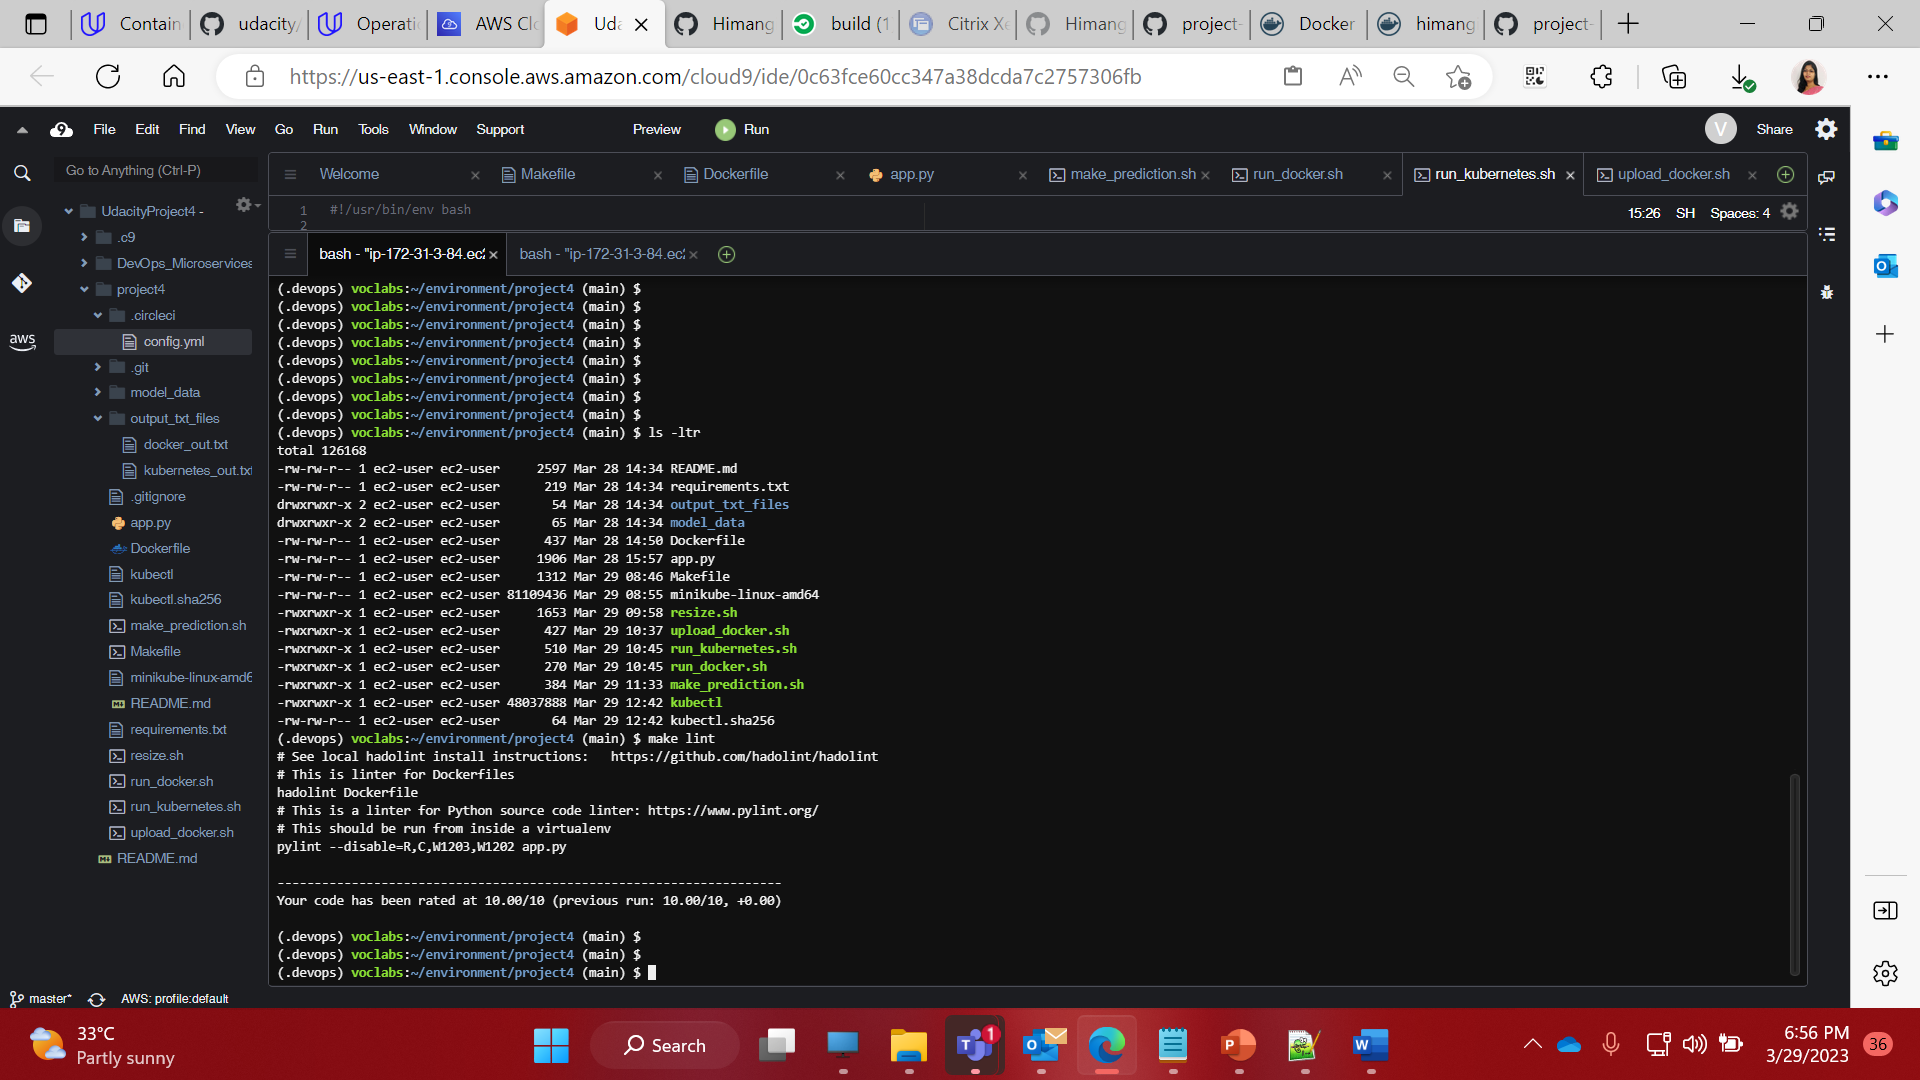 Contain
udacity/
Operatio
AWS Clo
Uda
Himang
build (1
Citrix Xe
Himang
project-
Docker
himang
project-
https://us-east-1.console.aws.amazon.com/cloud9/ide/0c63fce60cc347a38dcda7c2757306fb
File Edit Find View Go Run Tools Window Support Preview Run V Share
Go to Anything (Ctrl-P)
Welcome Makefile Dockerfile app.py make_prediction.sh run_docker.sh run_kubernetes.sh upload_docker.sh
1 #!/usr/bin/env bash
2
15:26 SH Spaces: 4
bash - "ip-172-31-3-84.ec2 bash - "ip-172-31-3-84.ec2
aws
UdacityProject4 -
.c9
DevOps_Microservices
project4
.circleci
config.yml
.git
model_data
output_txt_files
docker_out.txt
kubernetes_out.txt
.gitignore
app.py
Dockerfile
kubectl
kubectl.sha256
make_prediction.sh
Makefile
minikube-linux-amd6
README.md
requirements.txt
resize.sh
run_docker.sh
run_kubernetes.sh
upload_docker.sh
README.md
(.devops) voclabs:~/environment/project4 (main) $
(.devops) voclabs:~/environment/project4 (main) $
(.devops) voclabs:~/environment/project4 (main) $
(.devops) voclabs:~/environment/project4 (main) $
(.devops) voclabs:~/environment/project4 (main) $
(.devops) voclabs:~/environment/project4 (main) $
(.devops) voclabs:~/environment/project4 (main) $
(.devops) voclabs:~/environment/project4 (main) $
(.devops) voclabs:~/environment/project4 (main) $ ls -ltr
total 126168
-rw-rw-r-- 1 ec2-user ec2-user 2597 Mar 28 14:34 README.md
-rw-rw-r-- 1 ec2-user ec2-user 219 Mar 28 14:34 requirements.txt
drwxrwxr-x 2 ec2-user ec2-user 54 Mar 28 14:34 output_txt_files
drwxrwxr-x 2 ec2-user ec2-user 65 Mar 28 14:34 model_data
-rw-rw-r-- 1 ec2-user ec2-user 437 Mar 28 14:50 Dockerfile
-rw-rw-r-- 1 ec2-user ec2-user 1906 Mar 28 15:57 app.py
-rw-rw-r-- 1 ec2-user ec2-user 1312 Mar 29 08:46 Makefile
-rw-rw-r-- 1 ec2-user ec2-user 81109436 Mar 29 08:55 minikube-linux-amd64
-rwxrwxr-x 1 ec2-user ec2-user 1653 Mar 29 09:58 resize.sh
-rwxrwxr-x 1 ec2-user ec2-user 427 Mar 29 10:37 upload_docker.sh
-rwxrwxr-x 1 ec2-user ec2-user 510 Mar 29 10:45 run_kubernetes.sh
-rwxrwxr-x 1 ec2-user ec2-user 270 Mar 29 10:45 run_docker.sh
-rwxrwxr-x 1 ec2-user ec2-user 384 Mar 29 11:33 make_prediction.sh
-rwxrwxr-x 1 ec2-user ec2-user 48037888 Mar 29 12:42 kubectl
-rw-rw-r-- 1 ec2-user ec2-user 64 Mar 29 12:42 kubectl.sha256
(.devops) voclabs:~/environment/project4 (main) $ make lint
# See local hadolint install instructions: https://github.com/hadolint/hadolint
# This is linter for Dockerfiles
hadolint Dockerfile
# This is a linter for Python source code linter: https://www.pylint.org/
# This should be run from inside a virtualenv
pylint --disable=R,C,W1203,W1202 app.py
--------------------------------------------------------------------
Your code has been rated at 10.00/10 (previous run: 10.00/10, +0.00)
(.devops) voclabs:~/environment/project4 (main) $
(.devops) voclabs:~/environment/project4 (main) $
(.devops) voclabs:~/environment/project4 (main) $
master* AWS: profile:default
33°C
Partly sunny
Search
1
6:56 PM
3/29/2023
36